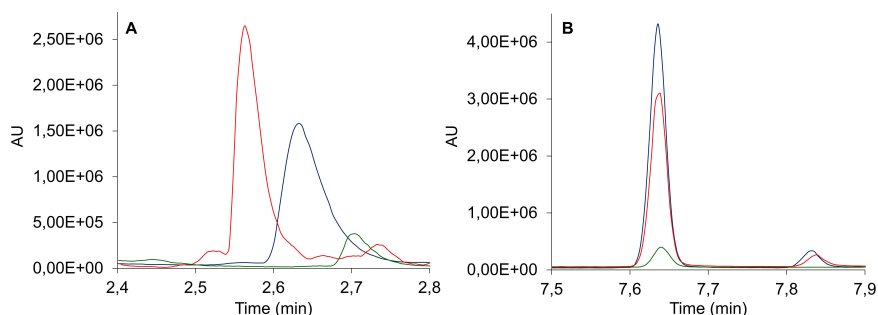 A
AU
2,50E+06
2,00E+06
1,50E+06
1,00E+06
5,00E+05
0,00E+00
2,4 2,5 2,6 2,7 2,8
Time (min)
B
AU
4,00E+06
3,00E+06
2,00E+06
1,00E+06
0,00E+00
7,5 7,6 7,7 7,8 7,9
Time (min)